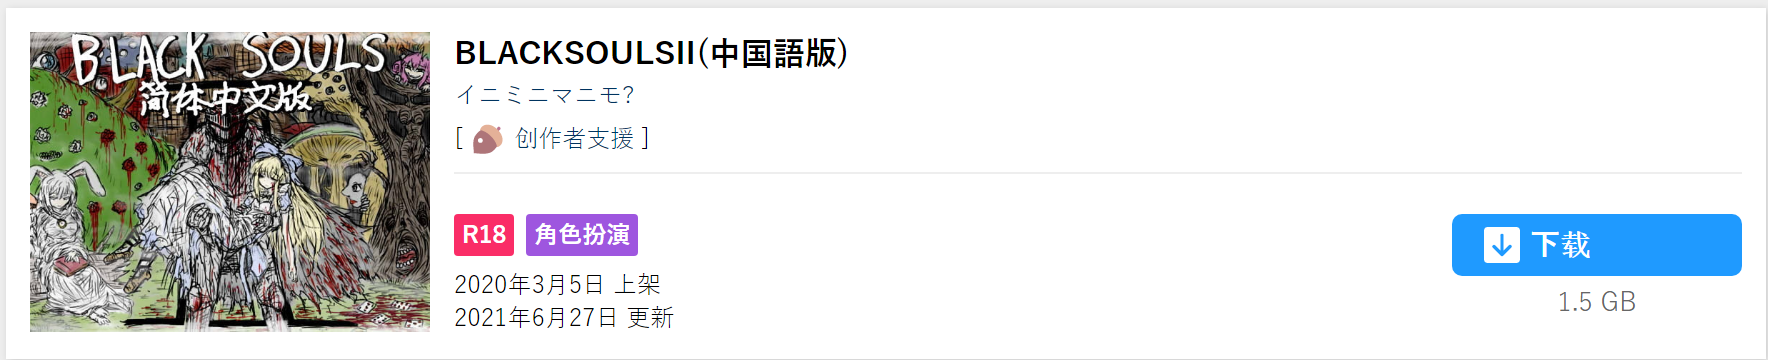 BLACK SOULS
简体中文版
BLACKSOULSII(中国語版)
イニミニマニモ?
[ 创作者支援 ]
R18 角色扮演
2020年3月5日 上架
2021年6月27日 更新
下载
1.5 GB